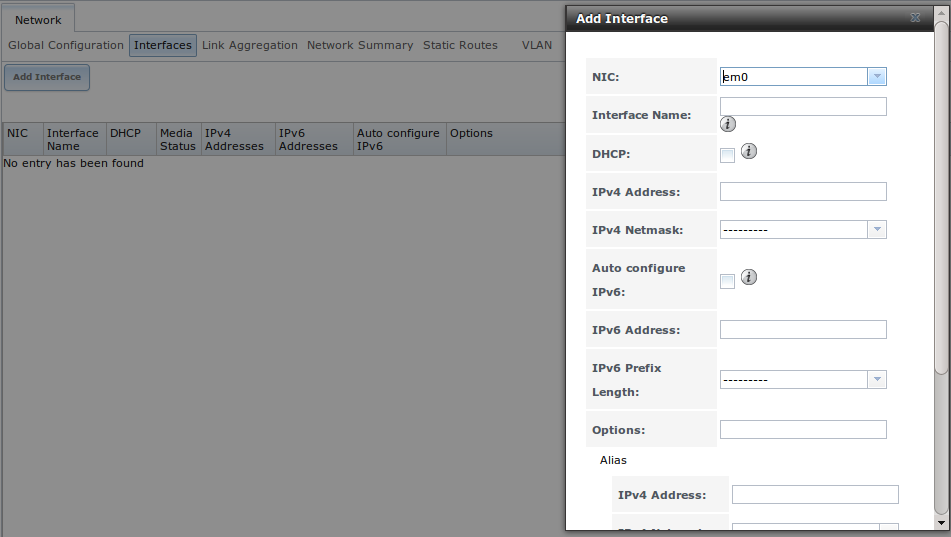 Network
Global Configuration Interfaces Link Aggregation Network Summary Static Routes VLAN
Add Interface
NIC Interface Name DHCP Media Status IPv4 Addresses IPv6 Addresses Auto configure IPv6 Options
No entry has been found
Add Interface
NIC: em0
Interface Name:
i
DHCP: i
IPv4 Address:
IPv4 Netmask: ---------
Auto configure
IPv6: i
IPv6 Address:
IPv6 Prefix
Length: ---------
Options:
Alias
IPv4 Address: